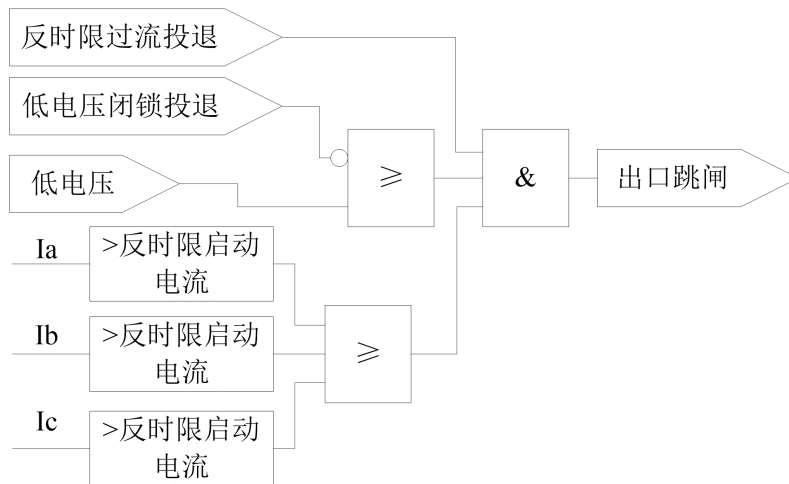 反时限过流投退
低电压闭锁投退
低电压
≥
&
出口跳闸
Ia
>反时限启动
电流
Ib
>反时限启动
电流
≥
Ic
>反时限启动
电流